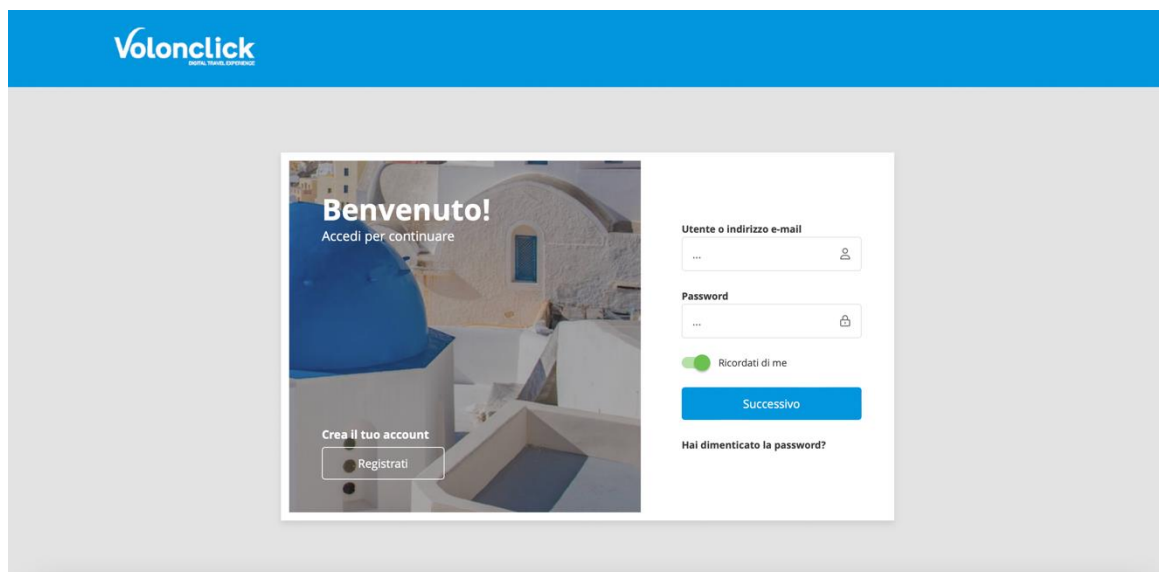 Volonclick
DIGITAL TRAVEL EXPERIENCE
Benvenuto!
Accedi per continuare
Crea il tuo account
Registrati
Utente o indirizzo e-mail
...
Password
...
Ricordati di me
Successivo
Hai dimenticato la password?